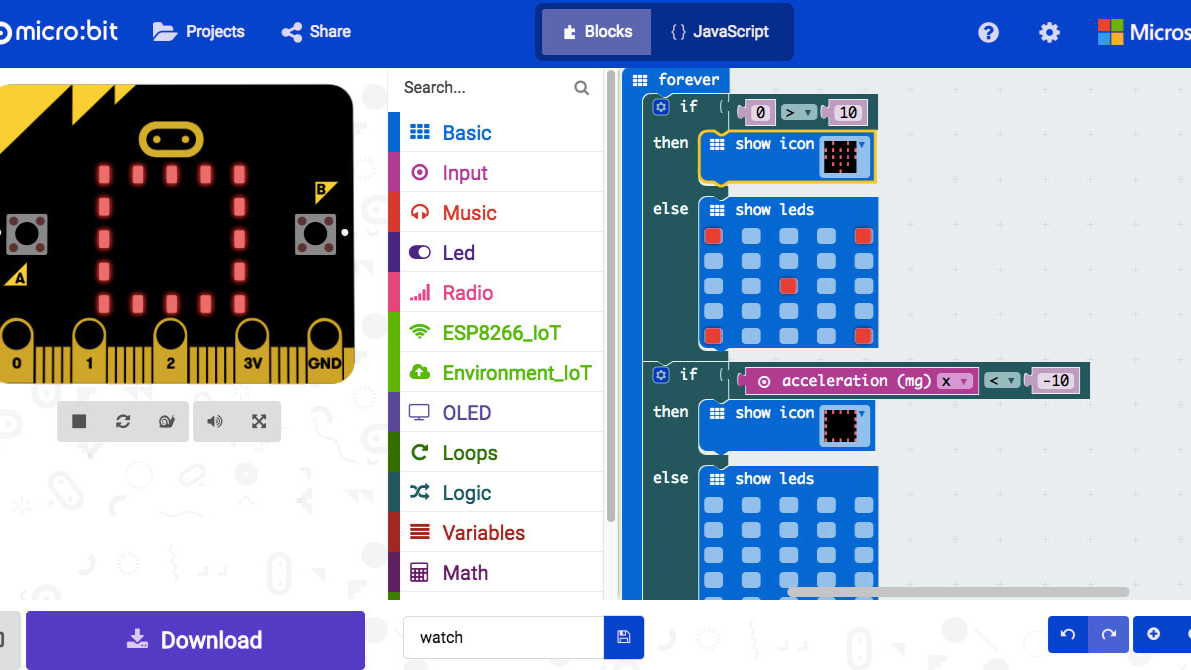 micro:bit
Projects
Share
Blocks
{ } JavaScript
?
Micros
B
A
0
1
2
3V
GND
Download
Search...
Basic
Input
Music
Led
Radio
ESP8266_IoT
Environment_IoT
OLED
Loops
Logic
Variables
Math
watch
forever
if 0 > 10
then show icon
else show leds
if acceleration (mg) x < -10
then show icon
else show leds